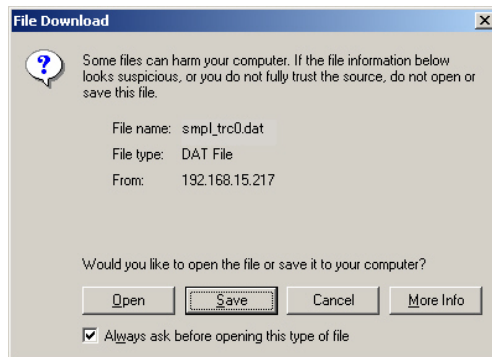 File Download
Some files can harm your computer. If the file information below
looks suspicious, or you do not fully trust the source, do not open or
save this file.
File name: smpl_trc0.dat
File type: DAT File
From: 192.168.15.217
Would you like to open the file or save it to your computer?
Open Save Cancel More Info
Always ask before opening this type of file